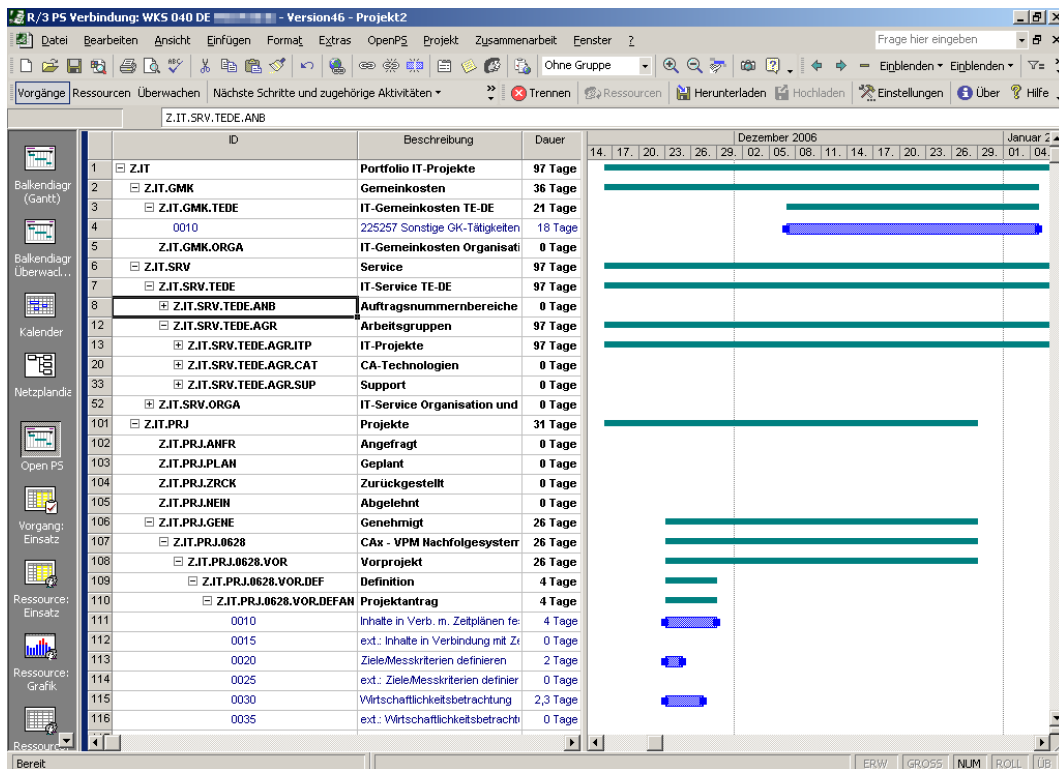 R/3 PS Verbindung: WKS 040 DE - Version46 - Projekt2
Datei Bearbeiten Ansicht Einfügen Format Extras OpenPS Projekt Zusammenarbeit Fenster ? Frage hier eingeben
Ohne Gruppe Einblenden Einblenden
Vorgänge Ressourcen Überwachen Nächste Schritte und zugehörige Aktivitäten Trennen Ressourcen Herunterladen Hochladen Einstellungen Über Hilfe
Z.IT.SRV.TEDE.ANB
ID Beschreibung Dauer Dezember 2006 Januar 2
14. 17. 20. 23. 26. 29. 02. 05. 08. 11. 14. 17. 20. 23. 26. 29. 01. 04.
Balkendiagr
(Gantt)
Balkendiagr
Überwacl...
Kalender
Netzplandia
Open PS
Vorgang:
Einsatz
Ressource:
Einsatz
Ressource:
Grafik
Ressource:
1 Z.IT Portfolio IT-Projekte 97 Tage
2 Z.IT.GMK Gemeinkosten 36 Tage
3 Z.IT.GMK.TEDE IT-Gemeinkosten TE-DE 21 Tage
4 0010 225257 Sonstige GK-Tätigkeiten 18 Tage
5 Z.IT.GMK.ORGA IT-Gemeinkosten Organisati 0 Tage
6 Z.IT.SRV Service 97 Tage
7 Z.IT.SRV.TEDE IT-Service TE-DE 97 Tage
8 Z.IT.SRV.TEDE.ANB Auftragsnummernbereiche 0 Tage
12 Z.IT.SRV.TEDE.AGR Arbeitsgruppen 97 Tage
13 Z.IT.SRV.TEDE.AGR.ITP IT-Projekte 97 Tage
20 Z.IT.SRV.TEDE.AGR.CAT CA-Technologien 0 Tage
33 Z.IT.SRV.TEDE.AGR.SUP Support 0 Tage
52 Z.IT.SRV.ORGA IT-Service Organisation und 0 Tage
101 Z.IT.PRJ Projekte 31 Tage
102 Z.IT.PRJ.ANFR Angefragt 0 Tage
103 Z.IT.PRJ.PLAN Geplant 0 Tage
104 Z.IT.PRJ.ZRCK Zurückgestellt 0 Tage
105 Z.IT.PRJ.NEIN Abgelehnt 0 Tage
106 Z.IT.PRJ.GENE Genehmigt 26 Tage
107 Z.IT.PRJ.0628 CAx - VPM Nachfolgesystem 26 Tage
108 Z.IT.PRJ.0628.VOR Vorprojekt 26 Tage
109 Z.IT.PRJ.0628.VOR.DEF Definition 4 Tage
110 Z.IT.PRJ.0628.VOR.DEFAN Projektantrag 4 Tage
111 0010 Inhalte in Verb. m. Zeitplänen fe: 4 Tage
112 0015 ext.: Inhalte in Verbindung mit Ze 0 Tage
113 0020 Ziele/Messkriterien definieren 2 Tage
114 0025 ext.: Ziele/Messkriterien definier 0 Tage
115 0030 Wirtschaftlichkeitsbetrachtung 2,3 Tage
116 0035 ext.: Wirtschaftlichkeitsbetrachtı 0 Tage
Bereit ERW GROSS NUM ROLL ÜB